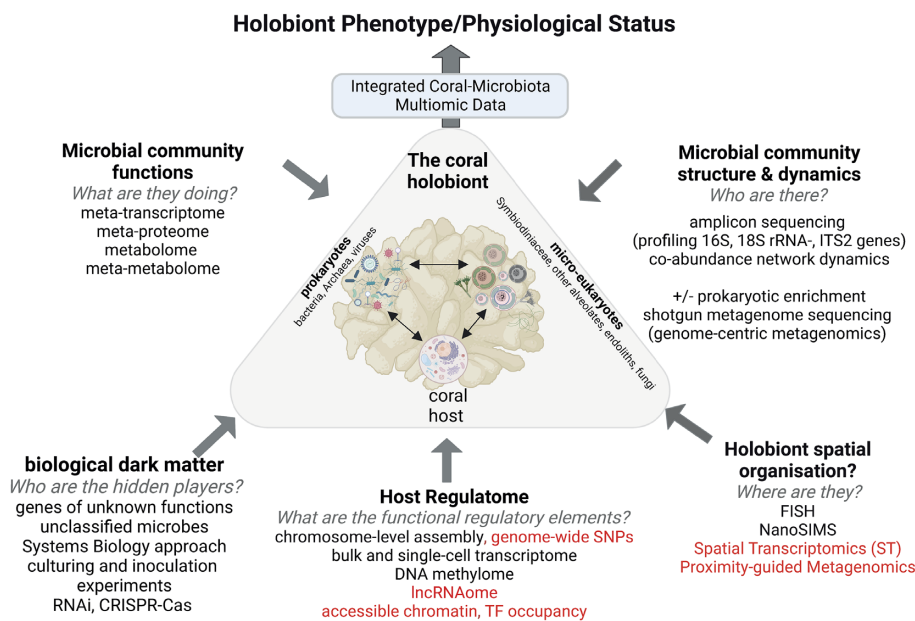 Holobiont Phenotype/Physiological Status
Integrated Coral-Microbiota
Multiomic Data
Microbial community
functions
What are they doing?
meta-transcriptome
meta-proteome
metabolome
meta-metabolome
The coral
holobiont
prokaryotes
bacteria, Archaea, viruses
micro-eukaryotes
Symbiodiniaceae, other alveolates, endoliths, fungi
?
coral
host
Microbial community
structure & dynamics
Who are there?
amplicon sequencing
(profiling 16S, 18S rRNA-, ITS2 genes)
co-abundance network dynamics
+/- prokaryotic enrichment
shotgun metagenome sequencing
(genome-centric metagenomics)
biological dark matter
Who are the hidden players?
genes of unknown functions
unclassified microbes
Systems Biology approach
culturing and inoculation
experiments
RNAi, CRISPR-Cas
Host Regulatome
What are the functional regulatory elements?
chromosome-level assembly, genome-wide SNPs
bulk and single-cell transcriptome
DNA methylome
lncRNAome
accessible chromatin, TF occupancy
Holobiont spatial
organisation?
Where are they?
FISH
NanoSIMS
Spatial Transcriptomics (ST)
Proximity-guided Metagenomics